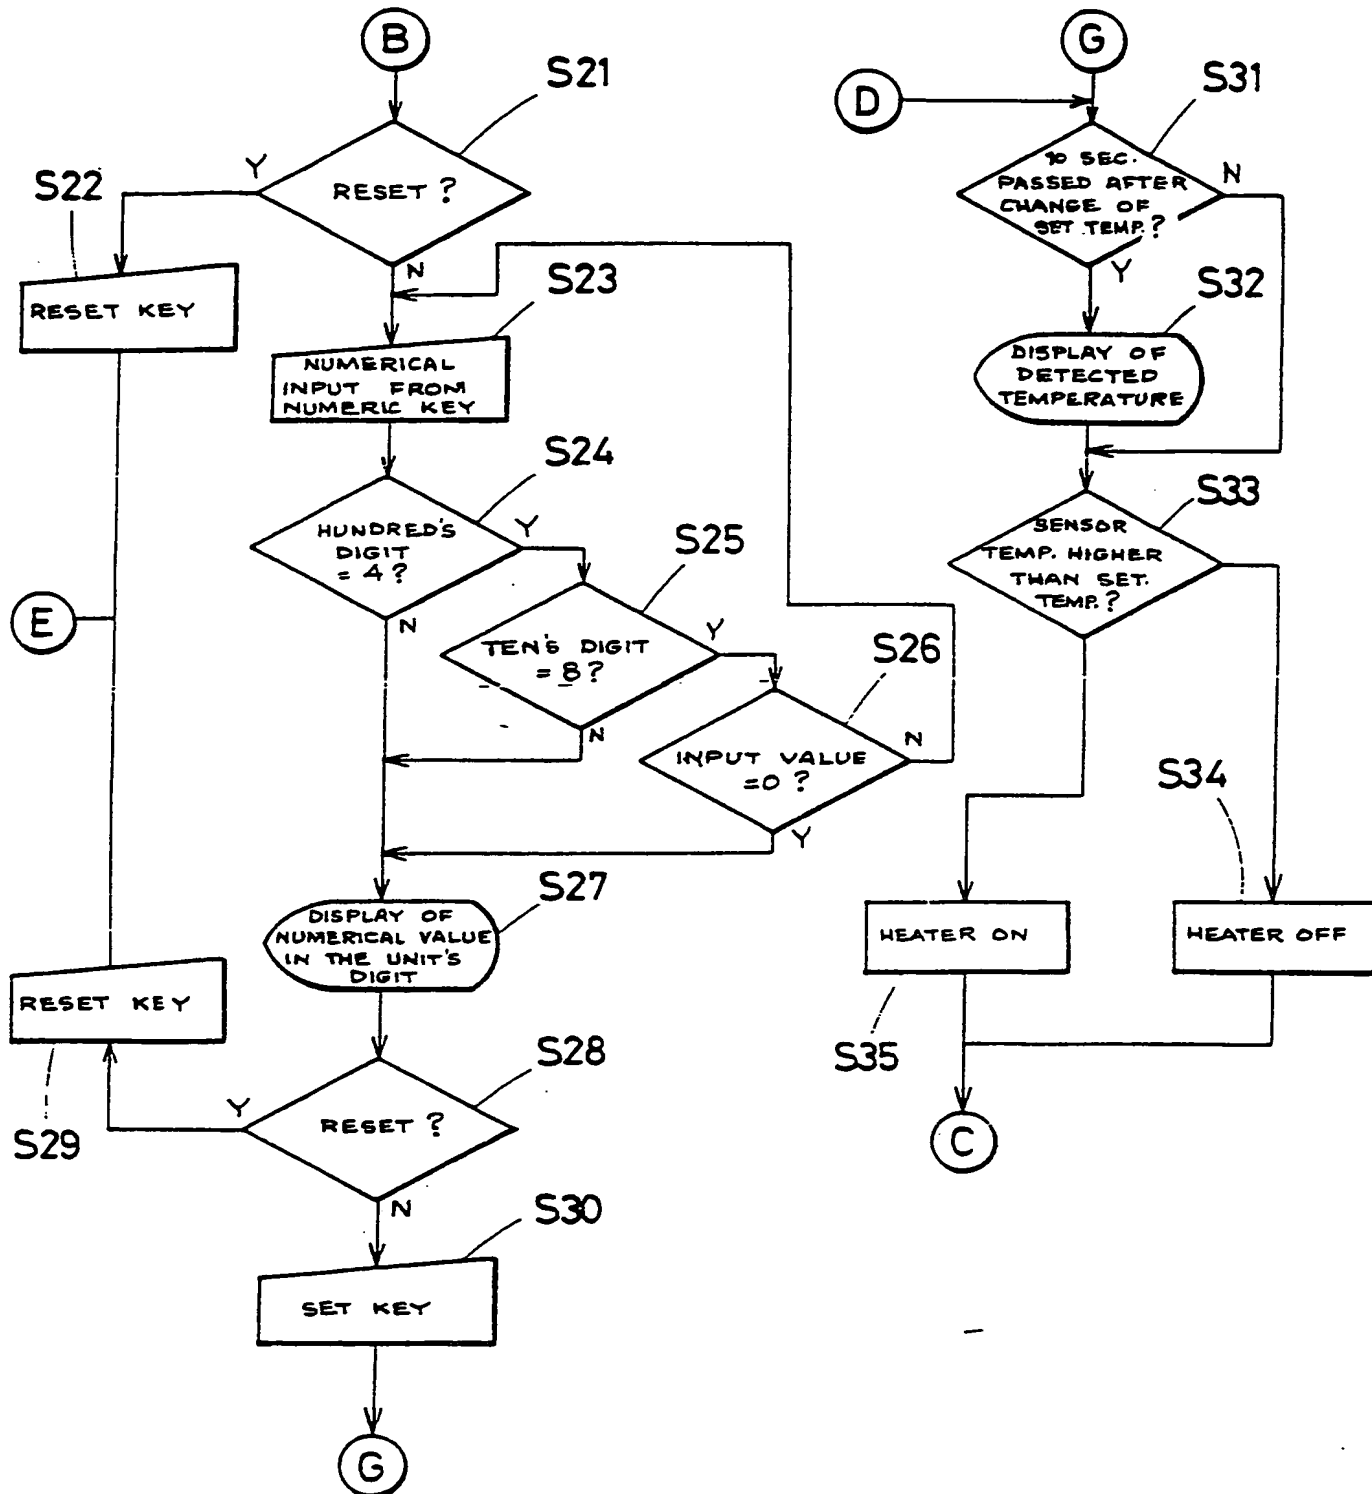 B
S21
Y
RESET ?
N
S22
RESET KEY
S23
NUMERICAL
INPUT FROM
NUMERIC KEY
S24
HUNDRED'S
DIGIT
= 4 ?
Y
N
S25
TEN'S DIGIT
= 8 ?
Y
N
S26
INPUT VALUE
=0 ?
N
Y
E
S27
DISPLAY OF
NUMERICAL VALUE
IN THE UNIT'S
DIGIT
RESET KEY
S29
S28
Y
RESET ?
N
S30
SET KEY
G
G
D
S31
SEC.
PASSED AFTER
CHANGE OF
SET TEMP.?
N
Y
S32
DISPLAY OF
DETECTED
TEMPERATURE
S33
SENSOR
TEMP. HIGHER
THAN SET.
TEMP.?
S34
HEATER ON
HEATER OFF
S35
C